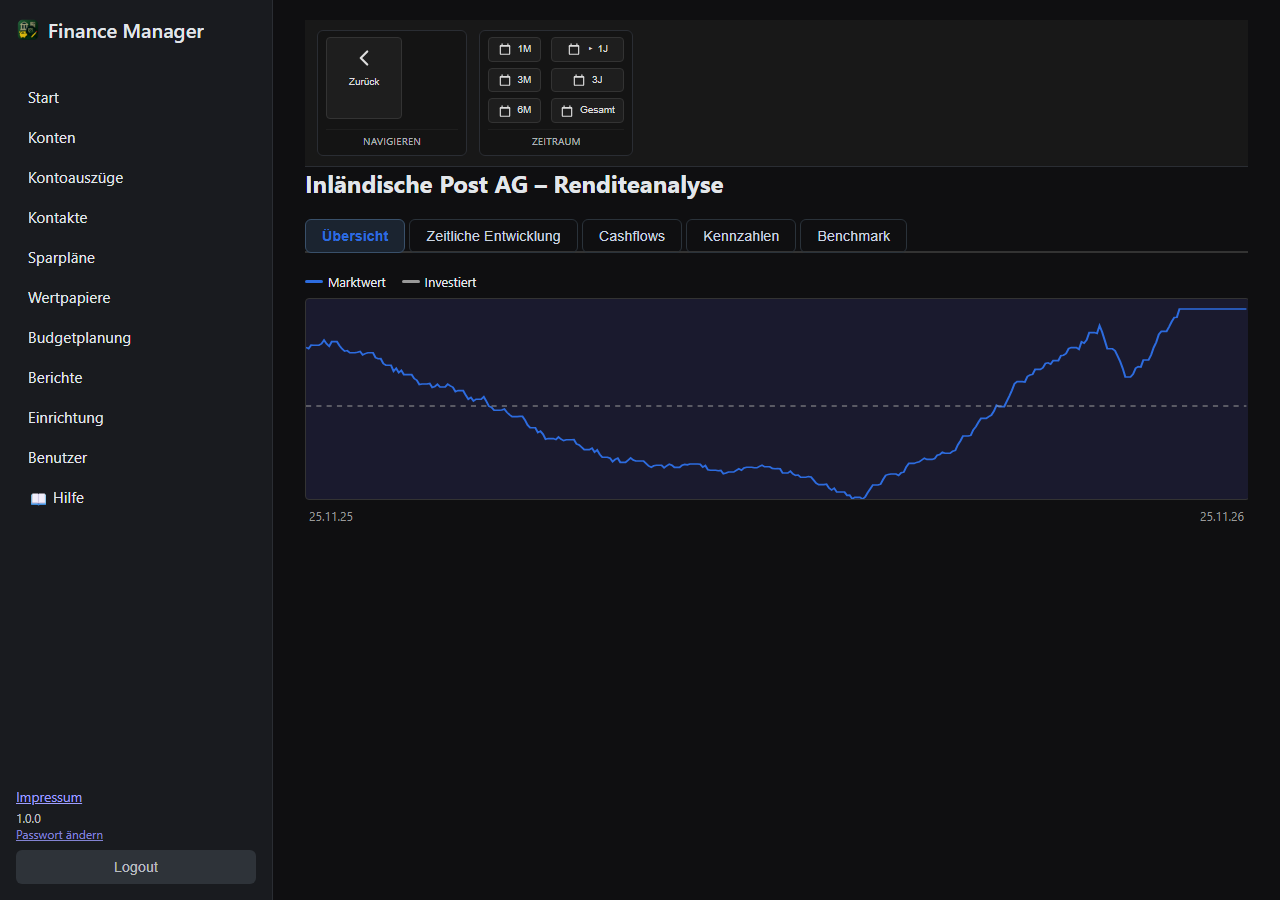 Finance Manager
Start
Konten
Kontoauszüge
Kontakte
Sparpläne
Wertpapiere
Budgetplanung
Berichte
Einrichtung
Benutzer
Hilfe
Impressum
1.0.0
Passwort ändern
Logout
Zurück
NAVIGIEREN
1M
‣ 1J
3M
3J
6M
Gesamt
ZEITRAUM
Inländische Post AG – Renditeanalyse
Übersicht
Zeitliche Entwicklung
Cashflows
Kennzahlen
Benchmark
Marktwert
Investiert
25.11.25
25.11.26